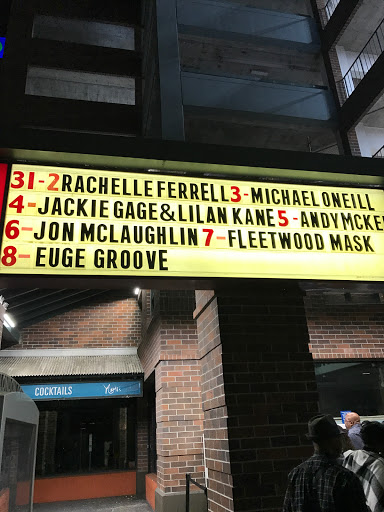 31-2 RACHELLE FERRELL 3-MICHAEL ONEILL
4-JACKIE GAGE & LILAN KANE 5-ANDY MCKE
6-JON MCLAUGHLIN 7-FLEETWOOD MASK
8-EUGE GROOVE
COCKTAILS Yoshi's